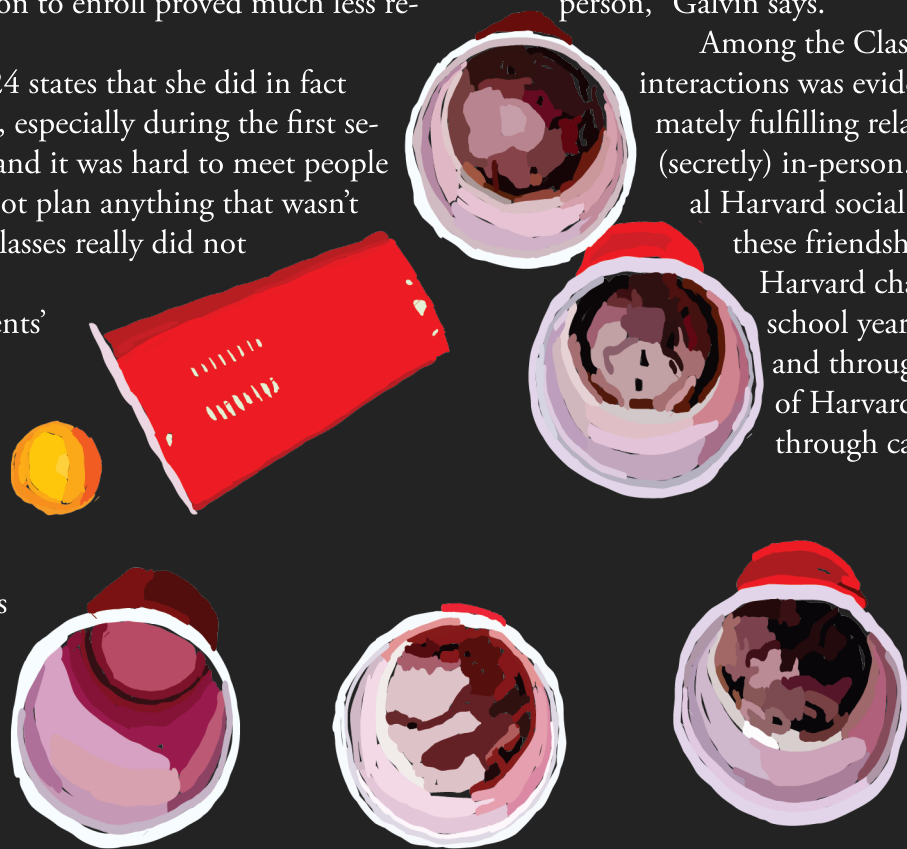 on to enroll proved much less re-
24 states that she did in fact
, especially during the first se-
and it was hard to meet people
ot plan anything that wasn't
lasses really did not
ents'
s
person," Galvin says.
Among the Clas
interactions was evid
mately fulfilling rela
(secretly) in-person.
al Harvard social
these friendsh
Harvard cha
school year
and throug
of Harvard
through ca